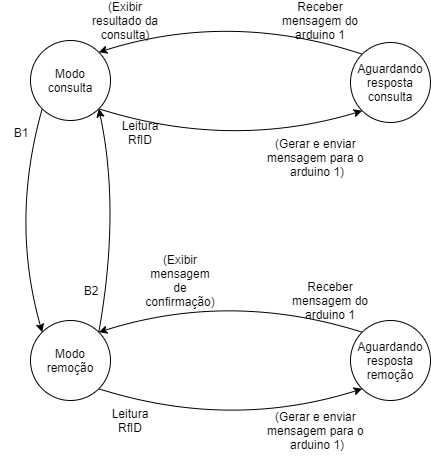 (Exibir
resultado da
consulta)
Receber
mensagem do
arduino 1
Modo
consulta
Aguardando
resposta
consulta
Leitura
RfID
B1
(Gerar e enviar
mensagem para o
arduino 1)
(Exibir
mensagem
de
confirmação)
B2
Receber
mensagem do
arduino 1
Modo
remoção
Aguardando
resposta
remoção
Leitura
RfID
(Gerar e enviar
mensagem para o
arduino 1)